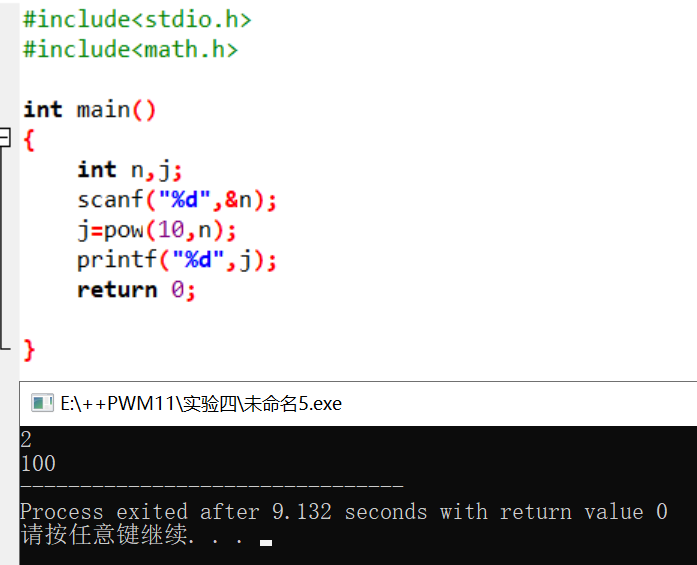 #include<stdio.h>
#include<math.h>
int main()
{
int n,j;
scanf("%d",&n);
j=pow(10,n);
printf("%d",j);
return 0;
}
E:\++PWM11\实验四\未命名5.exe
2
100
--------------------------------
Process exited after 9.132 seconds with return value 0
请按任意键继续. . .